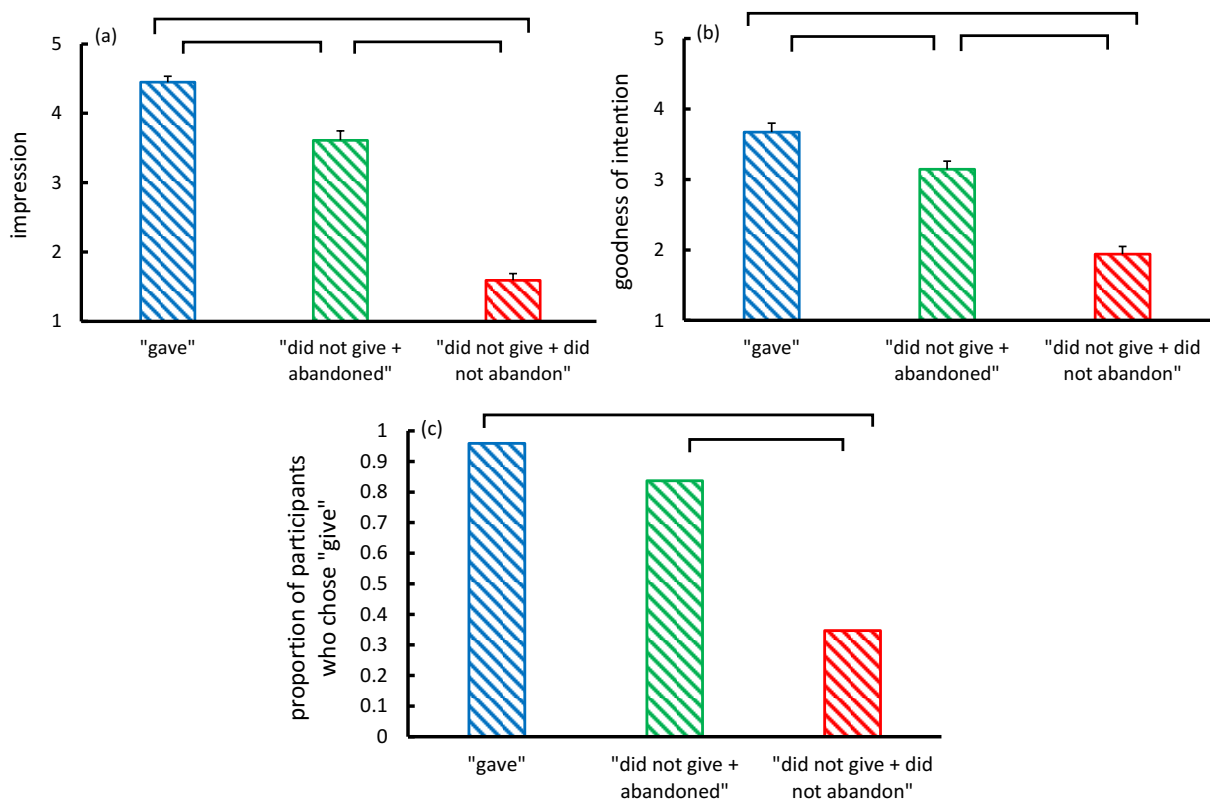 (a)
impression
5
4
3
2
1
"gave"
"did not give +
abandoned"
"did not give + did
not abandon"
(b)
goodness of intention
5
4
3
2
1
"gave"
"did not give +
abandoned"
"did not give + did
not abandon"
(c)
proportion of participants
who chose "give"
1
0.9
0.8
0.7
0.6
0.5
0.4
0.3
0.2
0.1
0
"gave"
"did not give +
abandoned"
"did not give + did
not abandon"